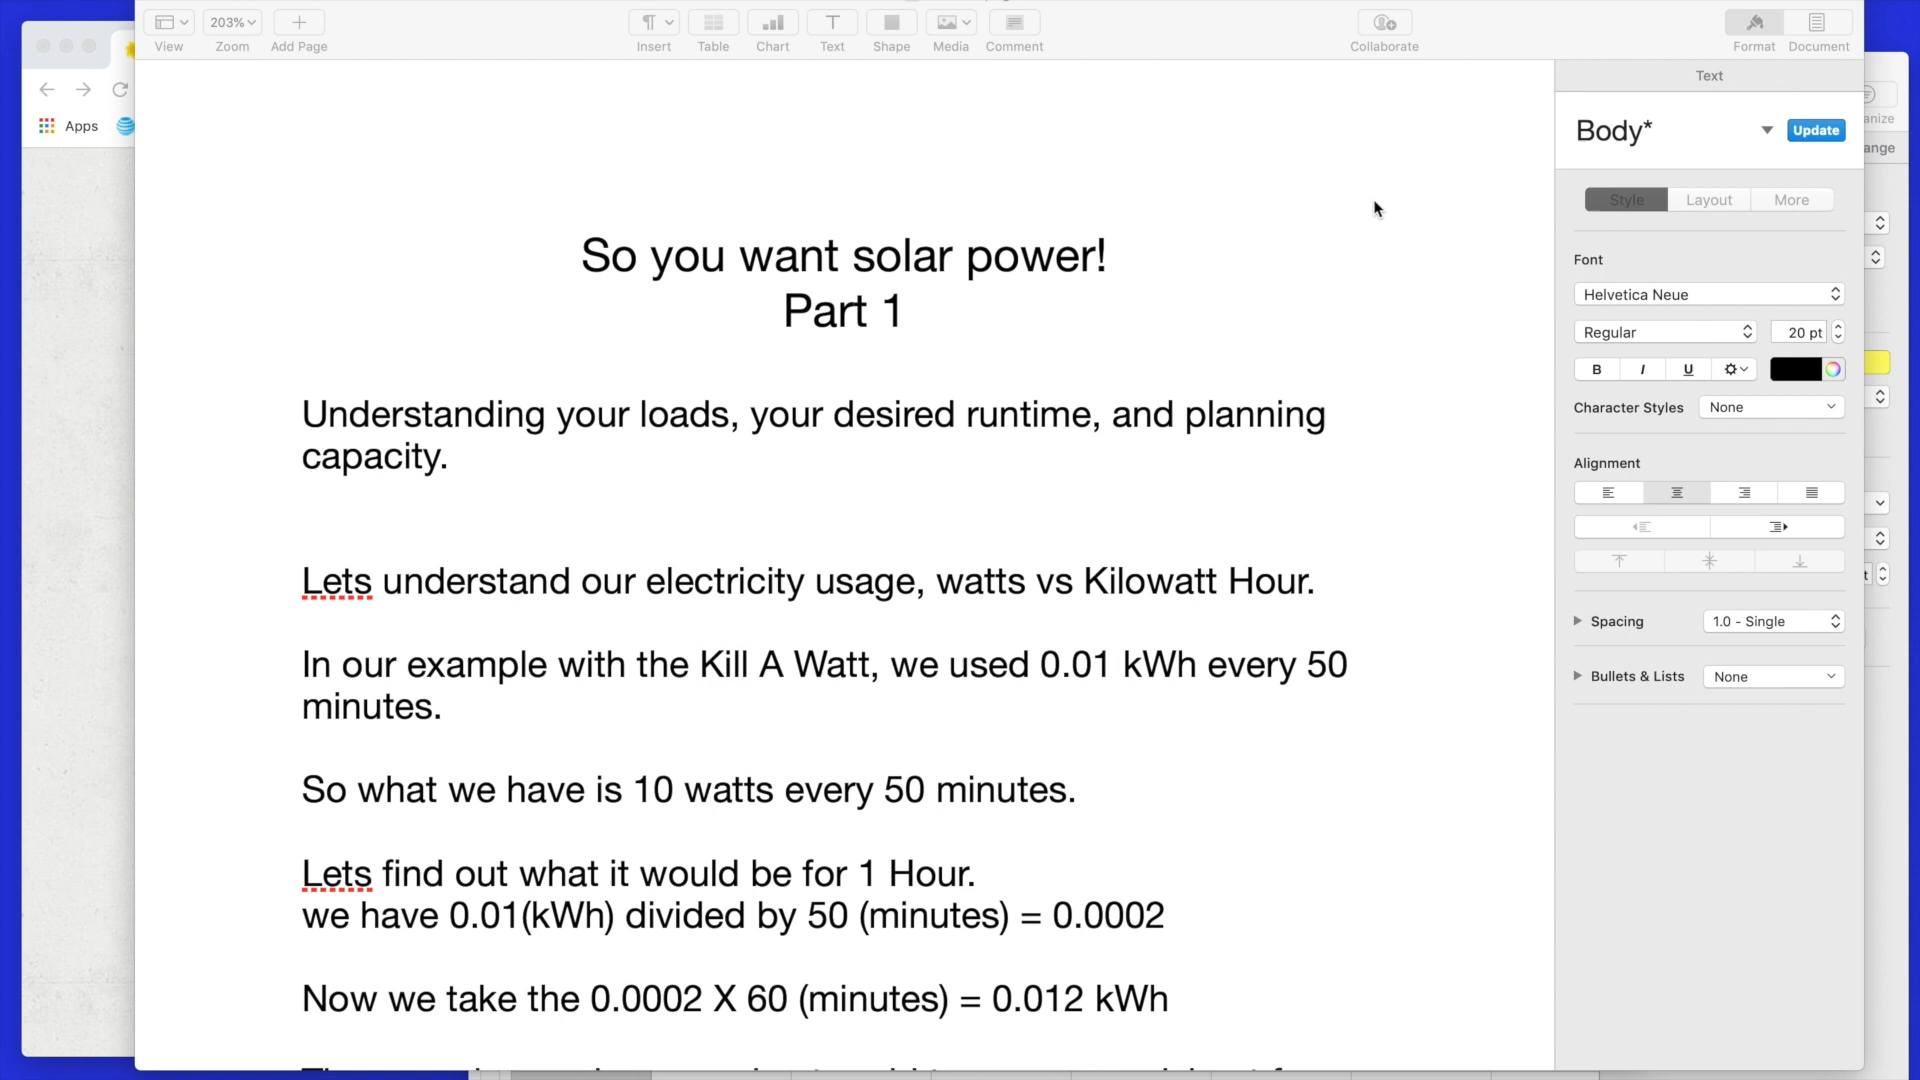 203%
View
Zoom
Add Page
Insert
Table
Chart
Text
Shape
Media
Comment
Collaborate
Format
Document
Apps
So you want solar power!
Part 1
Understanding your loads, your desired runtime, and planning
capacity.
Lets understand our electricity usage, watts vs Kilowatt Hour.
In our example with the Kill A Watt, we used 0.01 kWh every 50
minutes.
So what we have is 10 watts every 50 minutes.
Lets find out what it would be for 1 Hour.
we have 0.01(kWh) divided by 50 (minutes) = 0.0002
Now we take the 0.0002 X 60 (minutes) = 0.012 kWh
Text
Body*
Update
Style
Layout
More
Font
Helvetica Neue
Regular
20 pt
B
I
U
Character Styles
None
Alignment
Spacing
1.0 - Single
Bullets & Lists
None
anize
ange
t